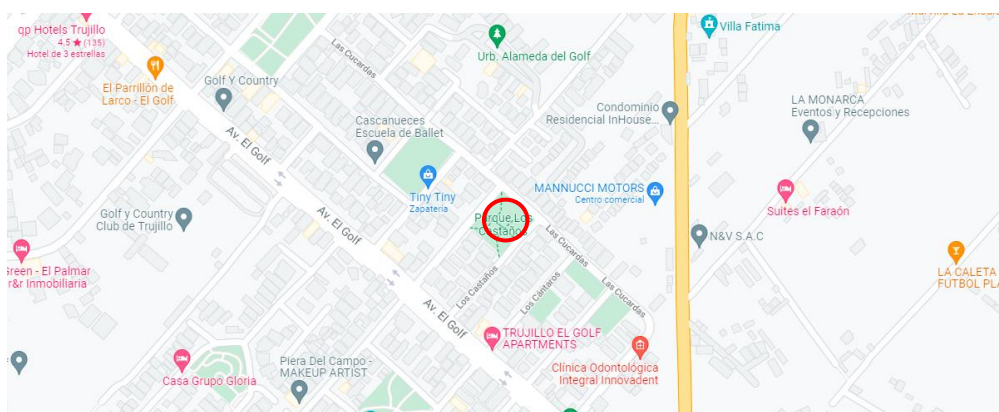 qp Hotels Trujillo
4.5★(135)
Hotel de 3 estrellas
El Parrillón de
Larco - El Golf
Golf Y Country
Las Cucardas
Urb. Alameda del Golf
Villa Fatima
Cascanueces
Escuela de Ballet
Condominio
Residencial InHouse...
LA MONARCA
Eventos y Recepciones
Av. El Golf
Tiny Tiny
Zapatería
MANNUCCI MOTORS
Centro comercial
Suites el Faraón
Golf y Country
Club de Trujillo
Av. El Golf
Parque Los
Castaños
Las Cucardas
N&V S.A.C
Green - El Palmar
r&r Inmobiliaria
Los Castaños
Los Cántaros
Las Cucardas
LA CALETA
FUTBOL PL
Av. El Golf
TRUJILLO EL GOLF
APARTMENTS
Casa Grupo Gloria
Piera Del Campo -
MAKEUP ARTIST
Clínica Odontológica
Integral Innovadent